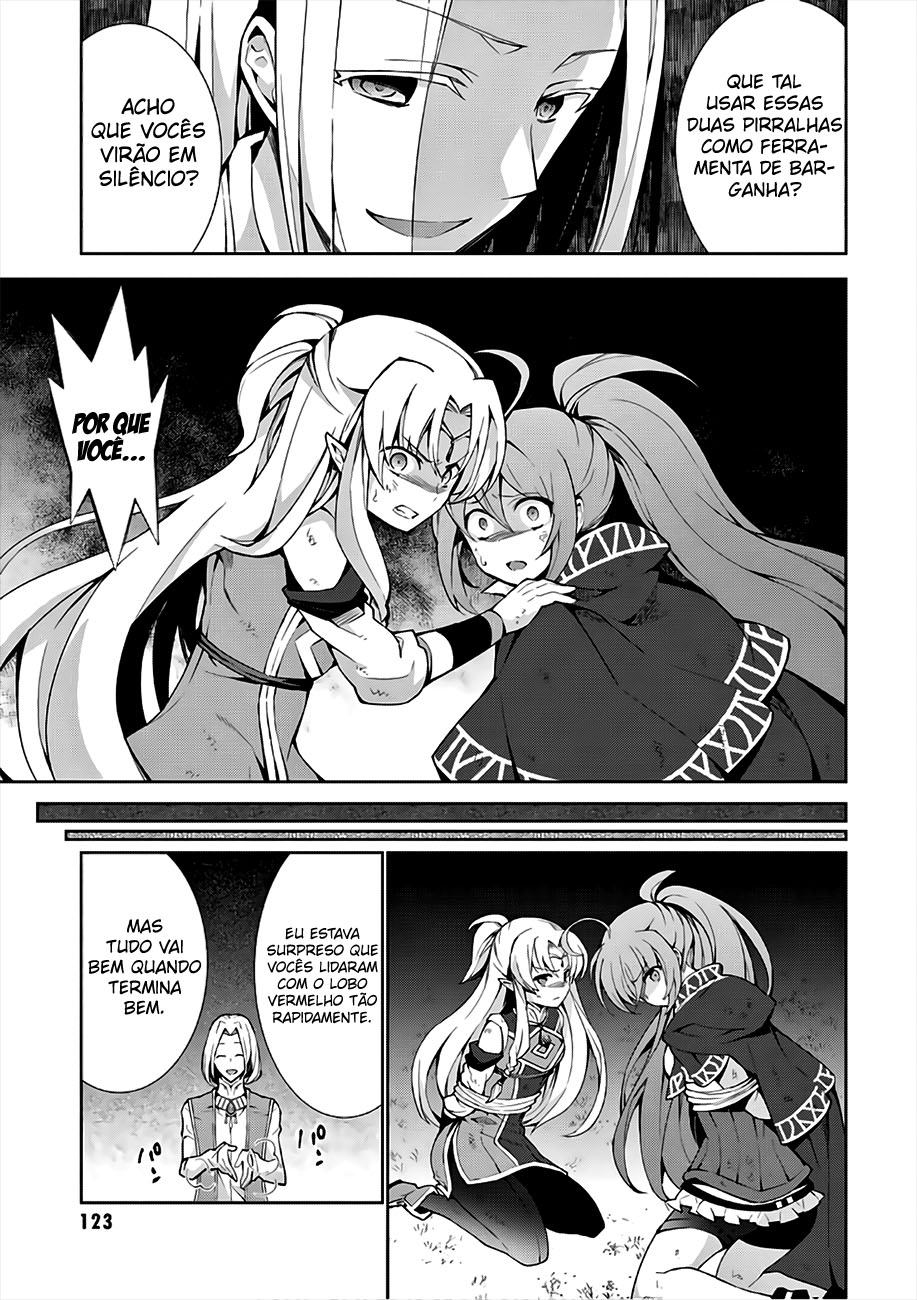 QUE TAL
USAR ESSAS
DUAS PIRRALHAS
COMO FERRA-
MENTA DE BAR-
GANHA?
ACHO
QUE VOCÊS
VIRÃO EM
SILÊNCIO?
POR QUE
VOCÊ...
EU ESTAVA
SURPRESO QUE
VOCÊS LIDARAM
COM O LOBO
VERMELHO TÃO
RAPIDAMENTE.
MAS
TUDO VAI
BEM QUANDO
TERMINA
BEM.
123